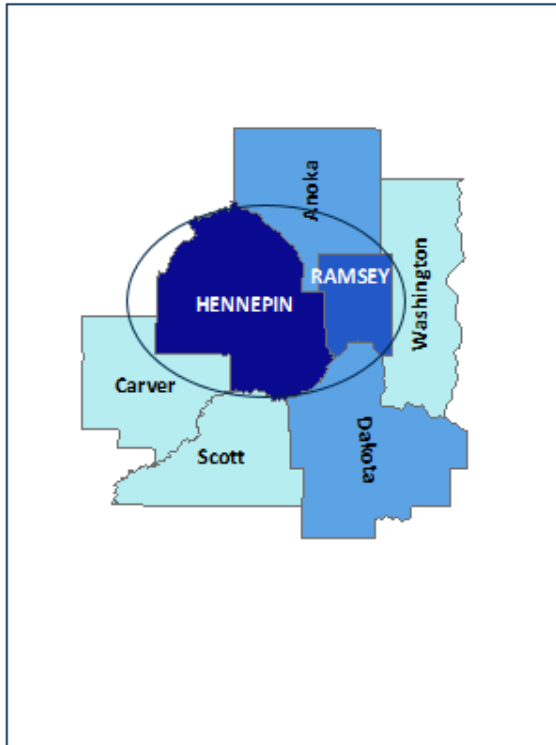 Anoka
RAMSEY
Washington
HENNEPIN
Carver
Dakota
Scott